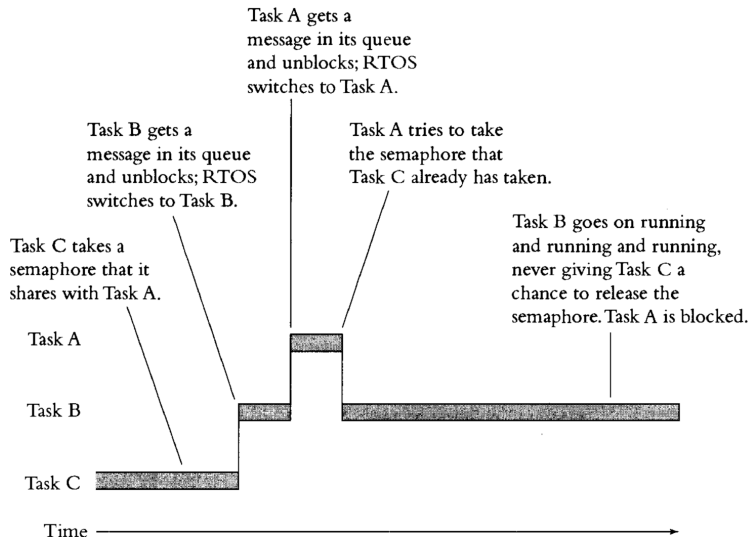 Task A gets a
message in its queue
and unblocks; RTOS
switches to Task A.
Task B gets a
message in its queue
and unblocks; RTOS
switches to Task B.
Task A tries to take
the semaphore that
Task C already has taken.
Task C takes a
semaphore that it
shares with Task A.
Task B goes on running
and running and running,
never giving Task C a
chance to release the
semaphore. Task A is blocked.
Task A
Task B
Task C
Time